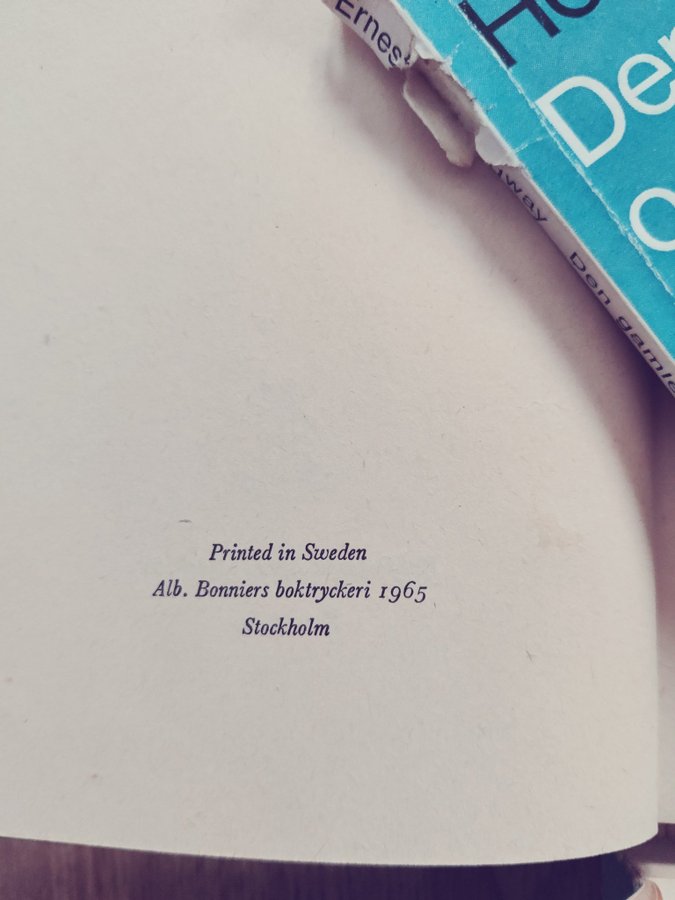 Ernest
way Den gamle
Den
Printed in Sweden
Alb. Bonniers boktryckeri 1965
Stockholm